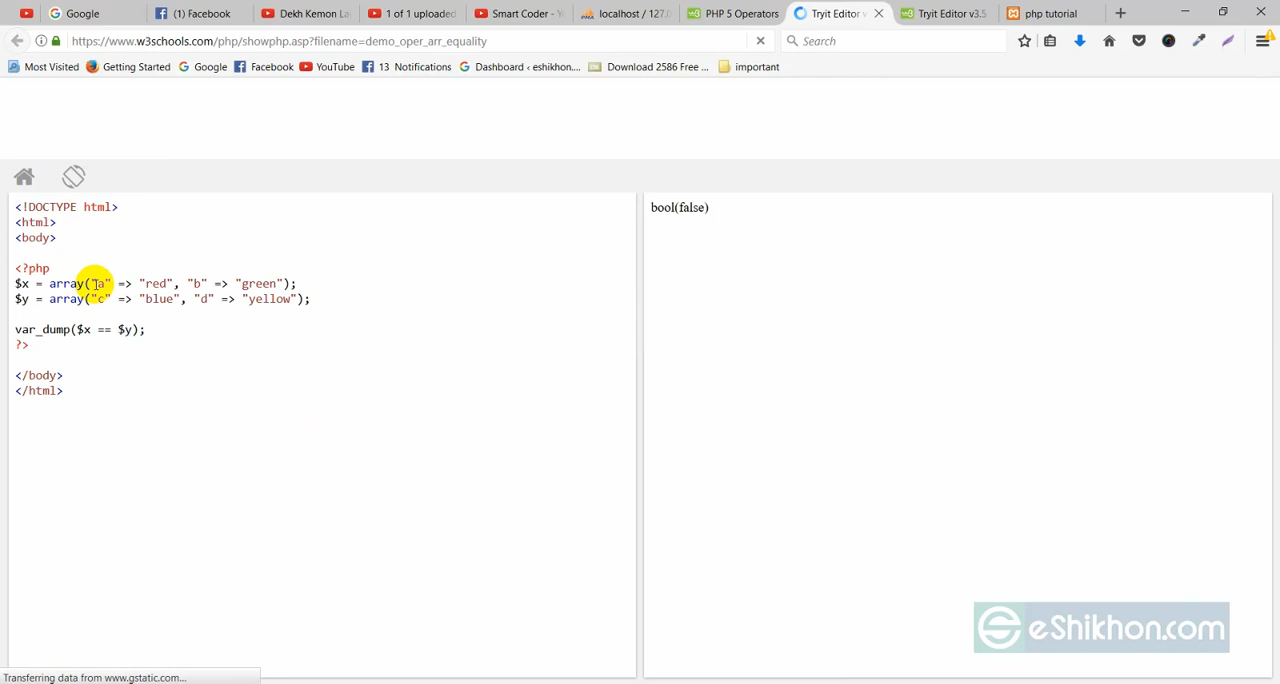 Google
(1) Facebook
Dekh Kemon La
1 of 1 uploaded
Smart Coder - Y
localhost / 127.0
PHP 5 Operators
Tryit Editor v
Tryit Editor v3.5
php tutorial
https://www.w3schools.com/php/showphp.asp?filename=demo_oper_arr_equality
Search
Most Visited
Getting Started
Google
Facebook
YouTube
13 Notifications
Dashboard ‹ eshikhon....
Download 2586 Free ...
important
<!DOCTYPE html>
<html>
<body>
<?php
$x = array("a" => "red", "b" => "green");
$y = array("c" => "blue", "d" => "yellow");
var_dump($x == $y);
?>
</body>
</html>
bool(false)
eShikhon.com
Transferring data from www.gstatic.com...